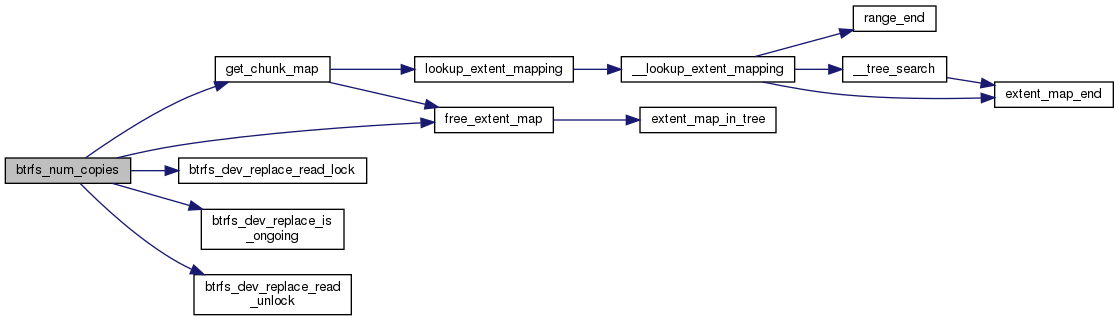 range_end
get_chunk_map
lookup_extent_mapping
__lookup_extent_mapping
__tree_search
extent_map_end
free_extent_map
extent_map_in_tree
btrfs_num_copies
btrfs_dev_replace_read_lock
btrfs_dev_replace_is
_ongoing
btrfs_dev_replace_read
_unlock